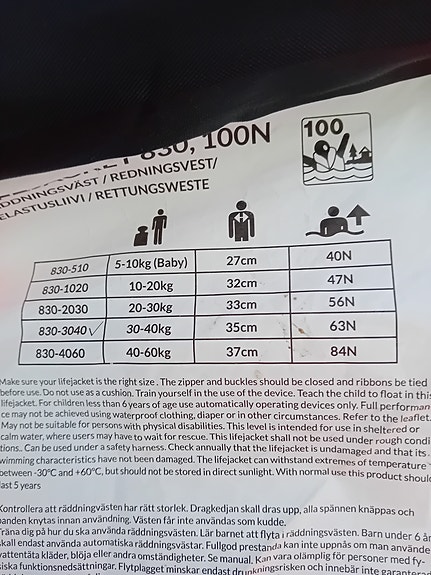 830, 100N
100
RÄDDNINGSVÄST / REDNINGSVEST/
PELASTUSLIIVI / RETTUNGSWESTE
830-510 5-10kg (Baby) 27cm 40N
830-1020 10-20kg 32cm 47N
830-2030 20-30kg 33cm 56N
830-3040 ✓ 30-40kg 35cm 63N
830-4060 40-60kg 37cm 84N
Make sure your lifejacket is the right size. The zipper and buckles should be closed and ribbons be tied
before use. Do not use as a cushion. Train yourself in the use of the device. Teach the child to float in this
lifejacket. For children less than 6 years of age use automatically operating devices only. Full performan
ce may not be achieved using waterproof clothing, diaper or in other circumstances. Refer to the leaflet.
May not be suitable for persons with physical disabilities. This level is intended for use in sheltered or
calm water, where users may have to wait for rescue. This lifejacket shall not be used under rough condi
tions. Can be used under a safety harness. Check annually that the lifejacket is undamaged and that its
wimming characteristics have not been damaged. The lifejacket can withstand extremes of temperature
between -30°C and +60°C, but should not be stored in direct sunlight. With normal use this product shoul
last 5 years
Kontrollera att räddningsvästen har rätt storlek. Dragkedjan skall dras upp, alla spännen knäppas och
banden knytas innan användning. Västen får inte användas som kudde.
Träna dig på hur du ska använda räddningsvästen. Lär barnet att flyta i räddningsvästen. Barn under 6 år
skall endast använda automatiska räddningsvästar. Fullgod prestanda kan inte uppnås om man använde
vattentäta kläder, blöja eller andra omständigheter. Se manual. Kan vara olämplig för personer med fy-
siska funktionsnedsättningar. Flytplagget minskar endast drunkningsrisken och innebär inte garanterad